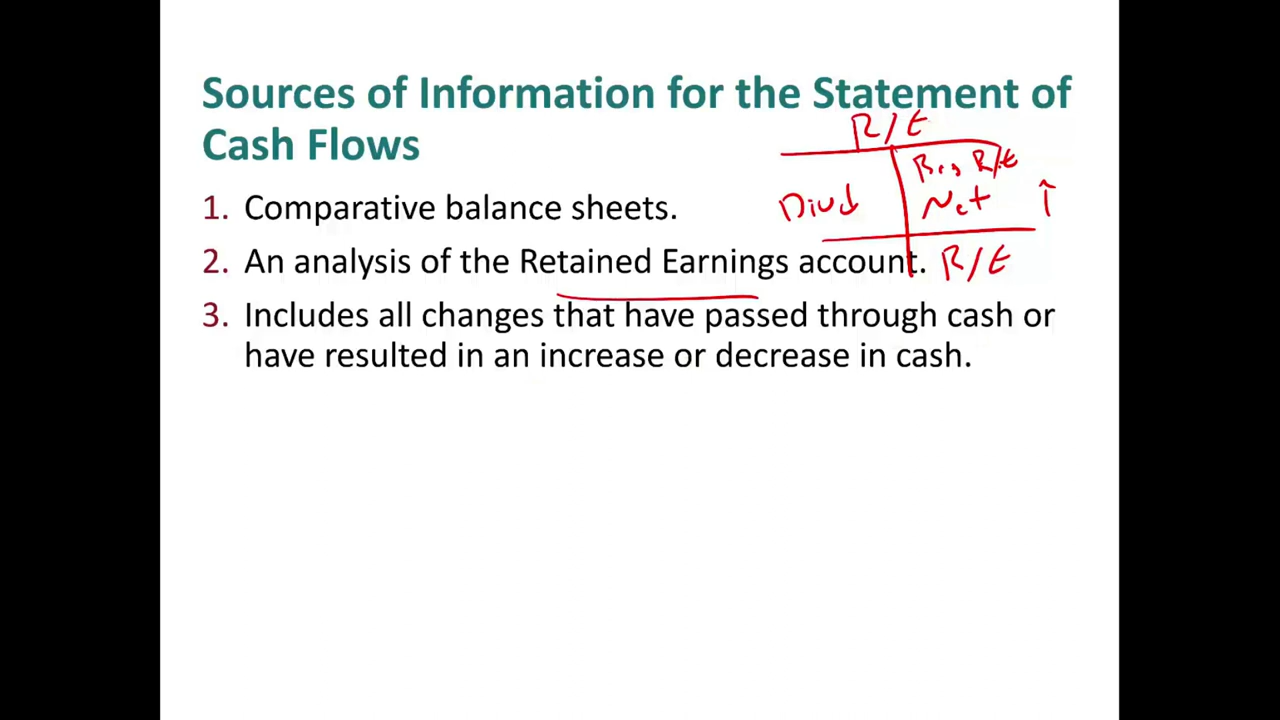 Sources of Information for the Statement of
Cash Flows
R/E
Beg R/E
Divd
Net ↑
1. Comparative balance sheets.
2. An analysis of the Retained Earnings account.
R/E
3. Includes all changes that have passed through cash or
have resulted in an increase or decrease in cash.